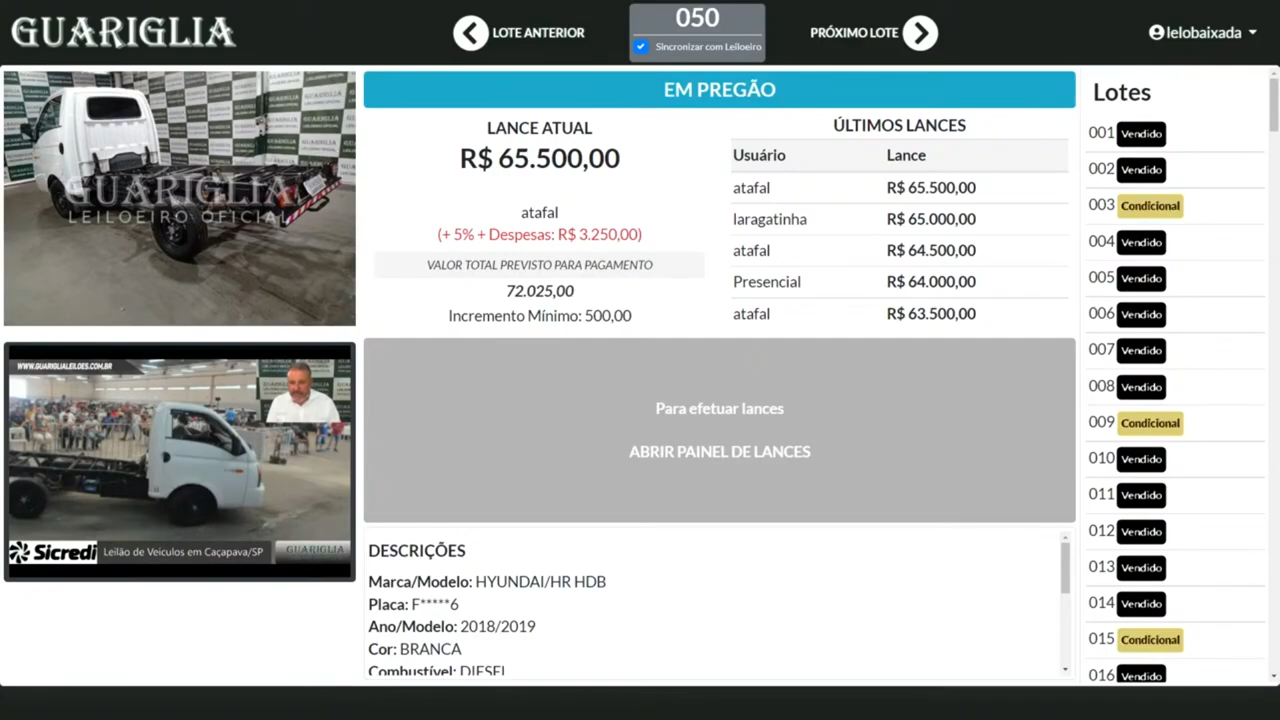 GUARIGLIA
LOTE ANTERIOR
050
Sincronizar com Leiloeiro
PRÓXIMO LOTE
lelobaixada
GUARIGLIA
LEILOEIRO OFICIAL
EM PREGÃO
LANCE ATUAL
R$ 65.500,00
atafal
(+ 5% + Despesas: R$ 3.250,00)
VALOR TOTAL PREVISTO PARA PAGAMENTO
72.025,00
Incremento Mínimo: 500,00
ÚLTIMOS LANCES
Usuário Lance
atafal R$ 65.500,00
laragatinha R$ 65.000,00
atafal R$ 64.500,00
Presencial R$ 64.000,00
atafal R$ 63.500,00
WWW.GUARIGLIALEILOES.COM.BR
Sicredi
Leilão de Veículos em Caçapava/SP
GUARIGLIA
Para efetuar lances
ABRIR PAINEL DE LANCES
DESCRIÇÕES
Marca/Modelo: HYUNDAI/HR HDB
Placa: F*****6
Ano/Modelo: 2018/2019
Cor: BRANCA
Combustível: DIESEL
Lotes
001 Vendido
002 Vendido
003 Condicional
004 Vendido
005 Vendido
006 Vendido
007 Vendido
008 Vendido
009 Condicional
010 Vendido
011 Vendido
012 Vendido
013 Vendido
014 Vendido
015 Condicional
016 Vendido